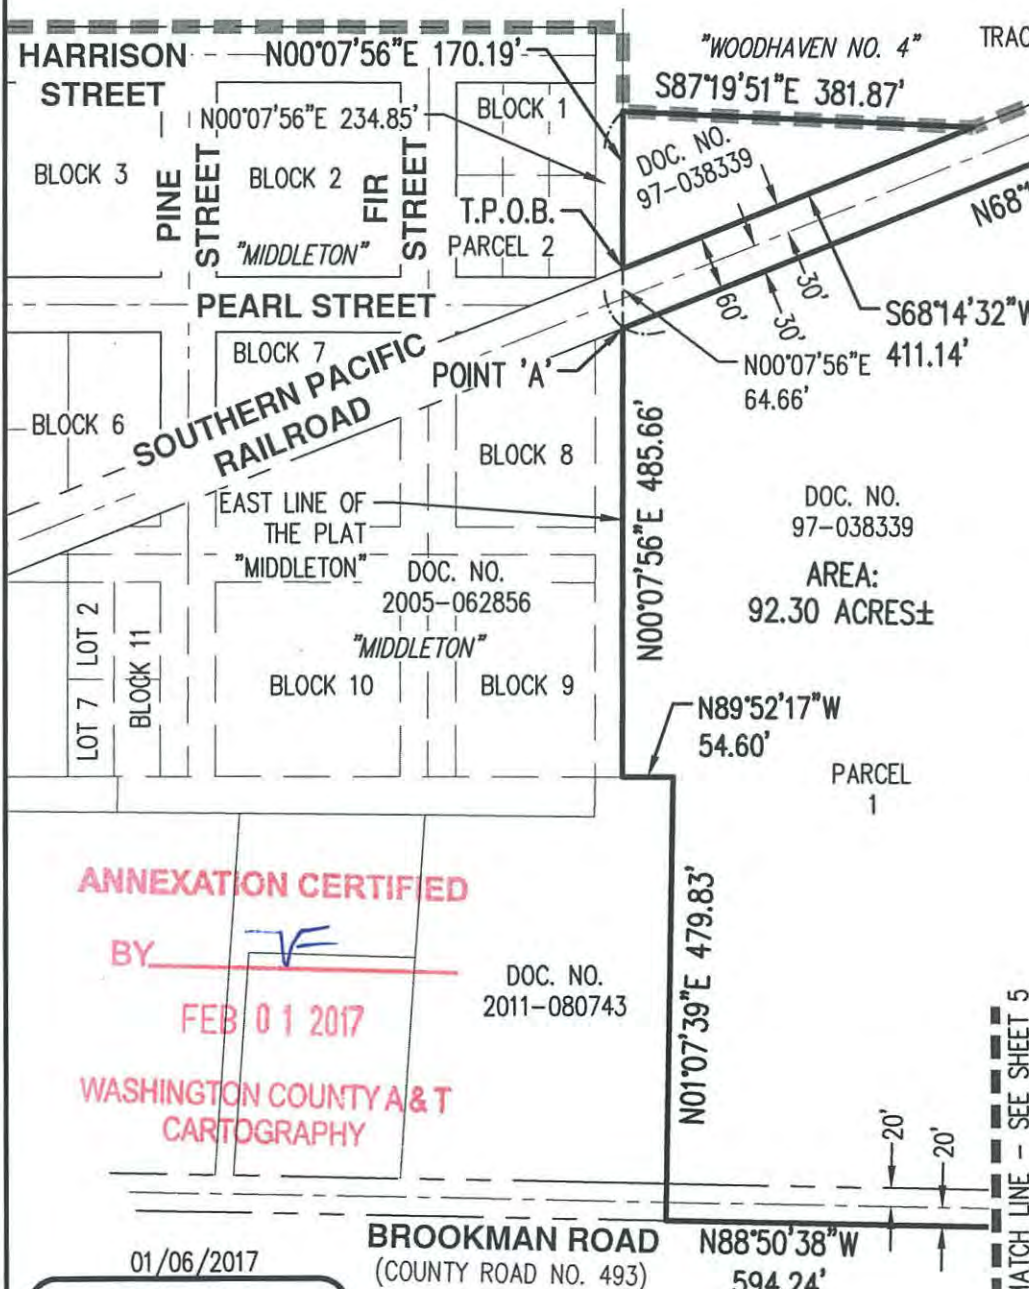 HARRISON
STREET
N00°07'56"E 170.19'
"WOODHAVEN NO. 4"
S87°19'51"E 381.87'
N00°07'56"E 234.85'
BLOCK 1
BLOCK 3
PINE
STREET
BLOCK 2
FIR
STREET
DOC. NO.
97-038339
T.P.O.B.
"MIDDLETON"
PARCEL 2
PEARL STREET
60'
30'
30'
S68°14'32"W
411.14'
BLOCK 7
POINT 'A'
N00°07'56"E
64.66'
BLOCK 6
SOUTHERN PACIFIC
RAILROAD
BLOCK 8
N00°07'56"E 485.66'
EAST LINE OF
THE PLAT
"MIDDLETON"
DOC. NO.
97-038339
AREA:
92.30 ACRES±
DOC. NO.
2005-062856
"MIDDLETON"
LOT 2
LOT 7
BLOCK 11
BLOCK 10
BLOCK 9
N89°52'17"W
54.60'
PARCEL
1
ANNEXATION CERTIFIED
BY
FEB 01 2017
WASHINGTON COUNTY A & T
CARTOGRAPHY
DOC. NO.
2011-080743
N01°07'39"E 479.83'
20'
20'
MATCH LINE - SEE SHEET 5
BROOKMAN ROAD
(COUNTY ROAD NO. 493)
N88°50'38"W
594.24'
01/06/2017